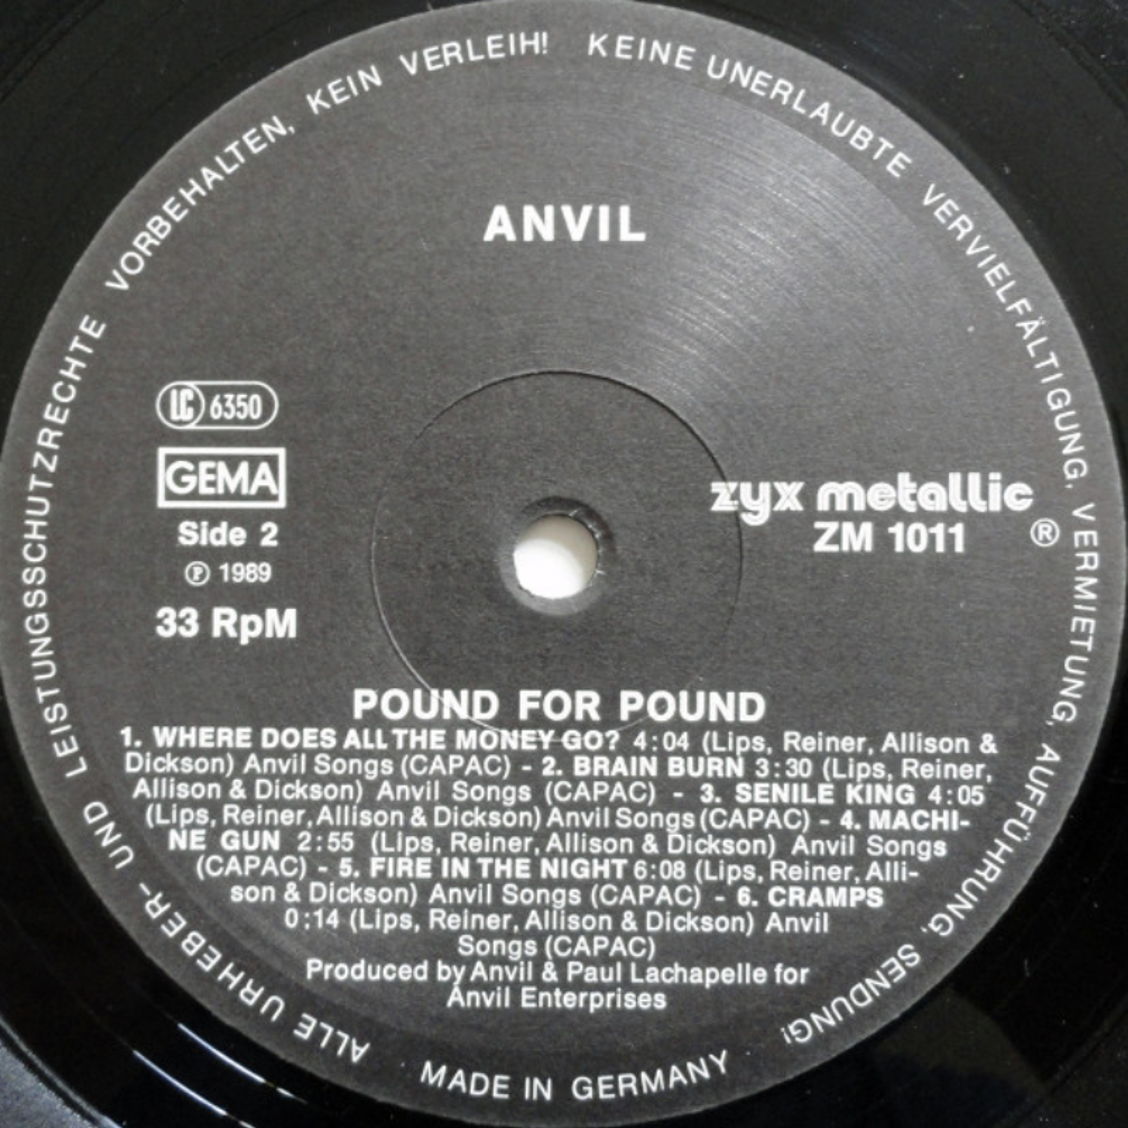 ALLE URHEBER- UND LEISTUNGSSCHUTZRECHTE VORBEHALTEN, KEIN VERLEIH! KEINE UNERLAUBTE VERVIELFÄLTIGUNG, VERMIETUNG, AUFFÜHRUNG, SENDUNG!
ANVIL
LC 6350
GEMA
Side 2
℗ 1989
33 RpM
zyx metallic
ZM 1011 ®
POUND FOR POUND
1. WHERE DOES ALL THE MONEY GO? 4:04 (Lips, Reiner, Allison &
Dickson) Anvil Songs (CAPAC) - 2. BRAIN BURN 3:30 (Lips, Reiner,
Allison & Dickson) Anvil Songs (CAPAC) - 3. SENILE KING 4:05
(Lips, Reiner, Allison & Dickson) Anvil Songs (CAPAC) - 4. MACHI-
NE GUN 2:55 (Lips, Reiner, Allison & Dickson) Anvil Songs
(CAPAC) - 5. FIRE IN THE NIGHT 6:08 (Lips, Reiner, Alli-
son & Dickson) Anvil Songs (CAPAC) - 6. CRAMPS
0:14 (Lips, Reiner, Allison & Dickson) Anvil
Songs (CAPAC)
Produced by Anvil & Paul Lachapelle for
Anvil Enterprises
MADE IN GERMANY